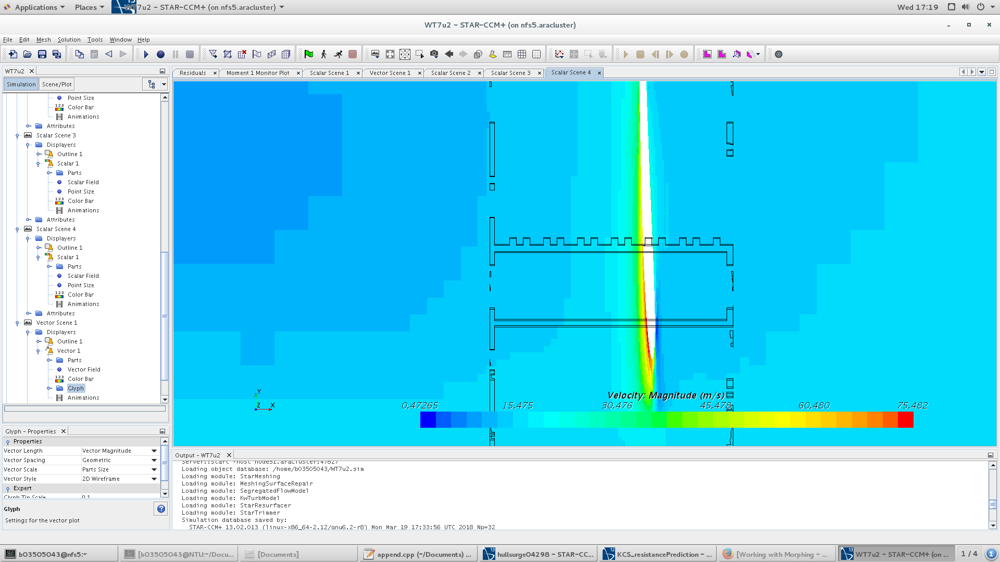 Applications Places WT7u2 - STAR-CCM+ (on nfs5.aracluster) Wed 17:19
WT7u2 - STAR-CCM+ (on nfs5.aracluster)
File Edit Mesh Solution Tools Window Help
WT7u2
Simulation Scene/Plot
Point Size
Color Bar
Animations
Attributes
Scalar Scene 3
Displayers
Outline 1
Scalar 1
Parts
Scalar Field
Point Size
Color Bar
Animations
Attributes
Scalar Scene 4
Displayers
Outline 1
Scalar 1
Parts
Scalar Field
Point Size
Color Bar
Animations
Attributes
Vector Scene 1
Displayers
Outline 1
Vector 1
Parts
Vector Field
Color Bar
Glyph
Animations
Glyph - Properties
Properties
Vector Length Vector Magnitude
Vector Spacing Geometric
Vector Scale Parts Size
Vector Style 2D Wireframe
Expert
Glyph Tip Scale 0.1
Glyph
Settings for the vector plot
Residuals Moment 1 Monitor Plot Scalar Scene 1 Vector Scene 1 Scalar Scene 2 Scalar Scene 3 Scalar Scene 4
Y
Z X
Velocity: Magnitude (m/s)
0.47265 15.475 30.476 45.478 60.480 75.482
Output - WT7u2
Server::start -host node51.aracluster:47827
Loading object database: /home/b03505043/WT7u2.sim
Loading module: StarMeshing
Loading module: MeshingSurfaceRepair
Loading module: SegregatedFlowModel
Loading module: KwTurbModel
Loading module: StarResurfacer
Loading module: StarTrimmer
Simulation database saved by:
STAR-CCM+ 13.02.013 (linux-x86_64-2.12/gnu6.2-r8) Mon Mar 19 17:33:56 UTC 2018 Np=32
b03505043@nfs5:~ [b03505043@NTU:~/Docu... [Documents] append.cpp (~/Documents) ... hullsurge04298 - STAR-CC... KCS_resistancePrediction - ... [Working with Morphing - ... WT7u2 - STAR-CCM+ (on ... 1 / 4 1